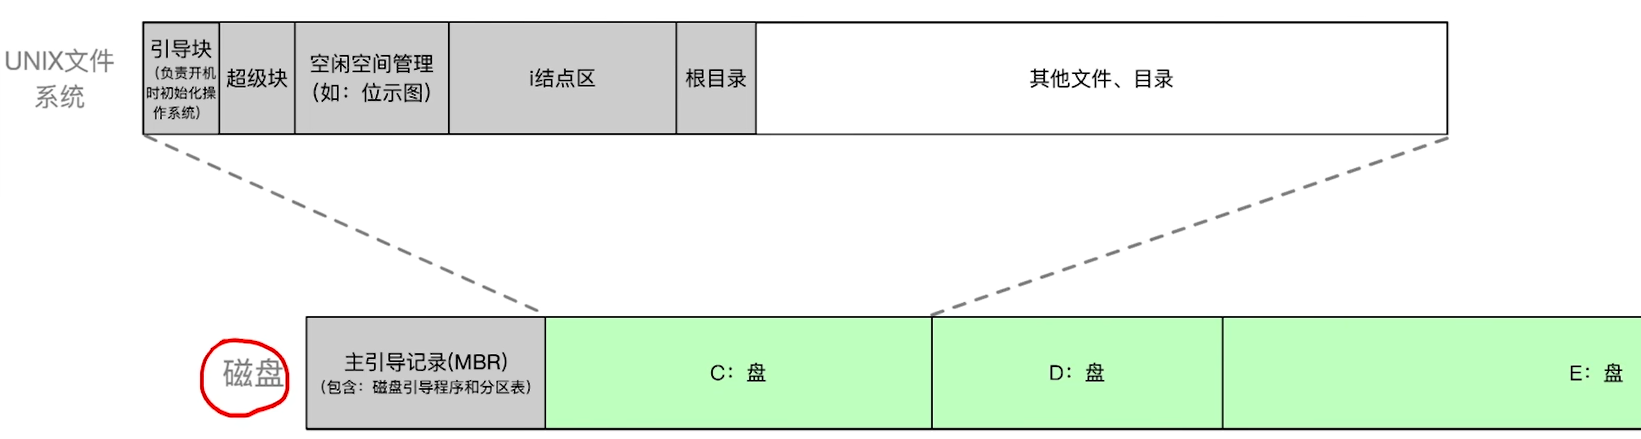 UNIX文件
系统
引导块
（负责开机
时初始化操
作系统）
超级块
空闲空间管理
（如：位示图）
i结点区
根目录
其他文件、目录
磁盘
主引导记录(MBR)
（包含：磁盘引导程序和分区表）
C：盘
D：盘
E：盘